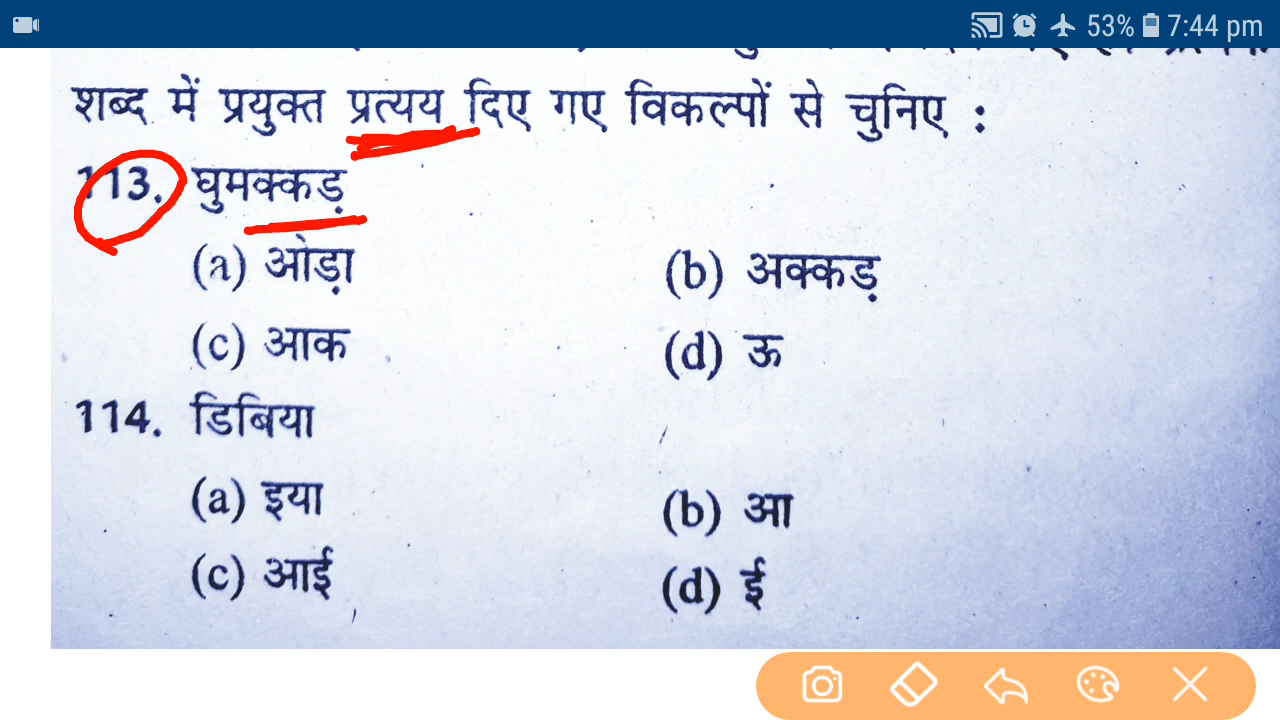 53% 7:44 pm
शब्द में प्रयुक्त प्रत्यय दिए गए विकल्पों से चुनिए :
113. घुमक्कड़
(a) ओड़ा (b) अक्कड़
(c) आक (d) ऊ
114. डिबिया
(a) इया (b) आ
(c) आई (d) ई